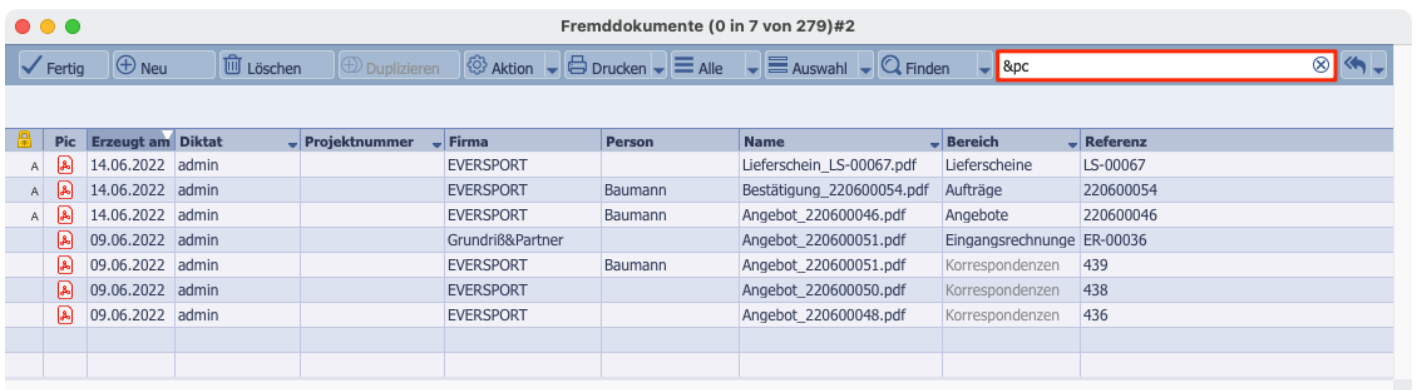 Fremddokumente (0 in 7 von 279)#2
Fertig Neu Löschen Duplizieren Aktion Drucken Alle Auswahl Finden &pc
Pic Erzeugt am Diktat Projektnummer Firma Person Name Bereich Referenz
A 14.06.2022 admin EVERSPORT Lieferschein_LS-00067.pdf Lieferscheine LS-00067
A 14.06.2022 admin EVERSPORT Baumann Bestätigung_220600054.pdf Aufträge 220600054
A 14.06.2022 admin EVERSPORT Baumann Angebot_220600046.pdf Angebote 220600046
09.06.2022 admin Grundriß&Partner Angebot_220600051.pdf Eingangsrechnunge ER-00036
09.06.2022 admin EVERSPORT Baumann Angebot_220600051.pdf Korrespondenzen 439
09.06.2022 admin EVERSPORT Angebot_220600050.pdf Korrespondenzen 438
09.06.2022 admin EVERSPORT Angebot_220600048.pdf Korrespondenzen 436